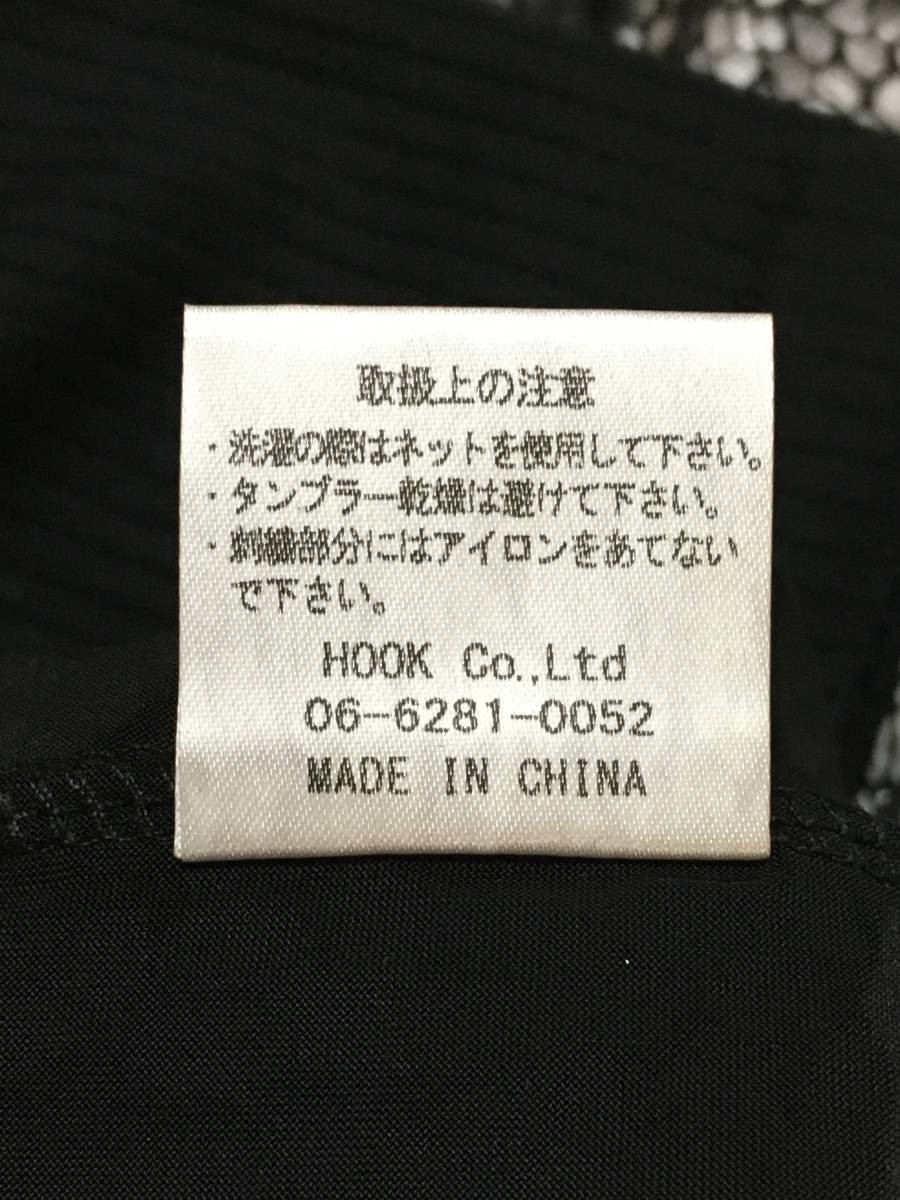 取扱上の注意
・洗濯の際はネットを使用して下さい。
・タンブラー乾燥は避けて下さい。
・刺繍部分にはアイロンをあてない
で下さい。
HOOK Co.,Ltd
06-6281-0052
MADE IN CHINA